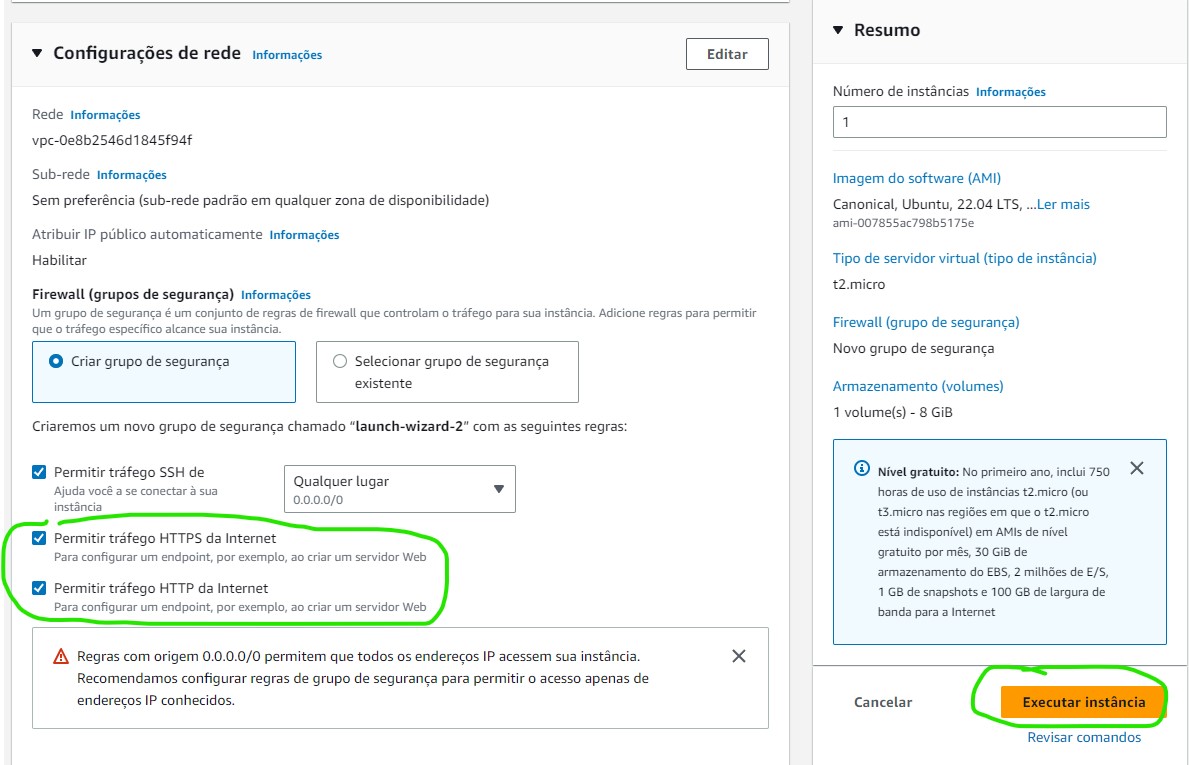 Configurações de rede Informações
Editar
Rede Informações
vpc-0e8b2546d1845f94f
Sub-rede Informações
Sem preferência (sub-rede padrão em qualquer zona de disponibilidade)
Atribuir IP público automaticamente Informações
Habilitar
Firewall (grupos de segurança) Informações
Um grupo de segurança é um conjunto de regras de firewall que controlam o tráfego para sua instância. Adicione regras para permitir
que o tráfego específico alcance sua instância.
Criar grupo de segurança
Selecionar grupo de segurança
existente
Criaremos um novo grupo de segurança chamado “launch-wizard-2” com as seguintes regras:
Permitir tráfego SSH de
Ajuda você a se conectar à sua
instância
Qualquer lugar
0.0.0.0/0
Permitir tráfego HTTPS da Internet
Para configurar um endpoint, por exemplo, ao criar um servidor Web
Permitir tráfego HTTP da Internet
Para configurar um endpoint, por exemplo, ao criar um servidor Web
Regras com origem 0.0.0.0/0 permitem que todos os endereços IP acessem sua instância.
Recomendamos configurar regras de grupo de segurança para permitir o acesso apenas de
endereços IP conhecidos.
Resumo
Número de instâncias Informações
1
Imagem do software (AMI)
Canonical, Ubuntu, 22.04 LTS, ...Ler mais
ami-007855ac798b5175e
Tipo de servidor virtual (tipo de instância)
t2.micro
Firewall (grupo de segurança)
Novo grupo de segurança
Armazenamento (volumes)
1 volume(s) - 8 GiB
Nível gratuito: No primeiro ano, inclui 750
horas de uso de instâncias t2.micro (ou
t3.micro nas regiões em que o t2.micro
está indisponível) em AMIs de nível
gratuito por mês, 30 GiB de
armazenamento do EBS, 2 milhões de E/S,
1 GB de snapshots e 100 GB de largura de
banda para a Internet
Cancelar
Executar instância
Revisar comandos